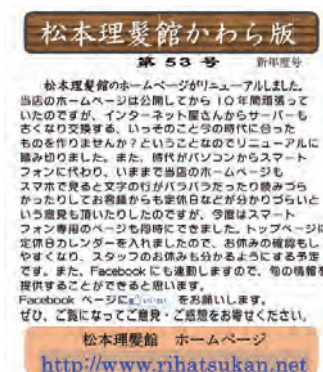 松本理髪館かわら版
第 53 号 新年度号
松本理髪館のホームページがリニューアルしました。
当店のホームページは公開してから10年間頑張って
いたのですが、インターネット屋さんからサーバーも
古くなり交換する、いっそのこと今の時代に合った
ものを作りませんか?ということなのでリニューアルに
踏み切りました。また、時代がパソコンからスマート
フォンに代わり、いままで当店のホームページも
スマホで見ると文字の行がバラバラだったり読みづら
かったりしてお客様からも定休日などが分かりづらいと
いう意見も頂いたりしたのですが、今度はスマート
フォン専用のページも同時にできました。トップページに
定休日カレンダーを入れましたので、お休みの確認もし
やすくなり、スタッフのお休みも分かるようにする予定
です。また、Facebookにも連動しますので、旬の情報を
提供することができると思います。
Facebook ページに いいね をお願いします。
ぜひ、ご覧になってご意見・ご感想をお寄せください。
松本理髪館 ホームページ
http://www.rihatsukan.net